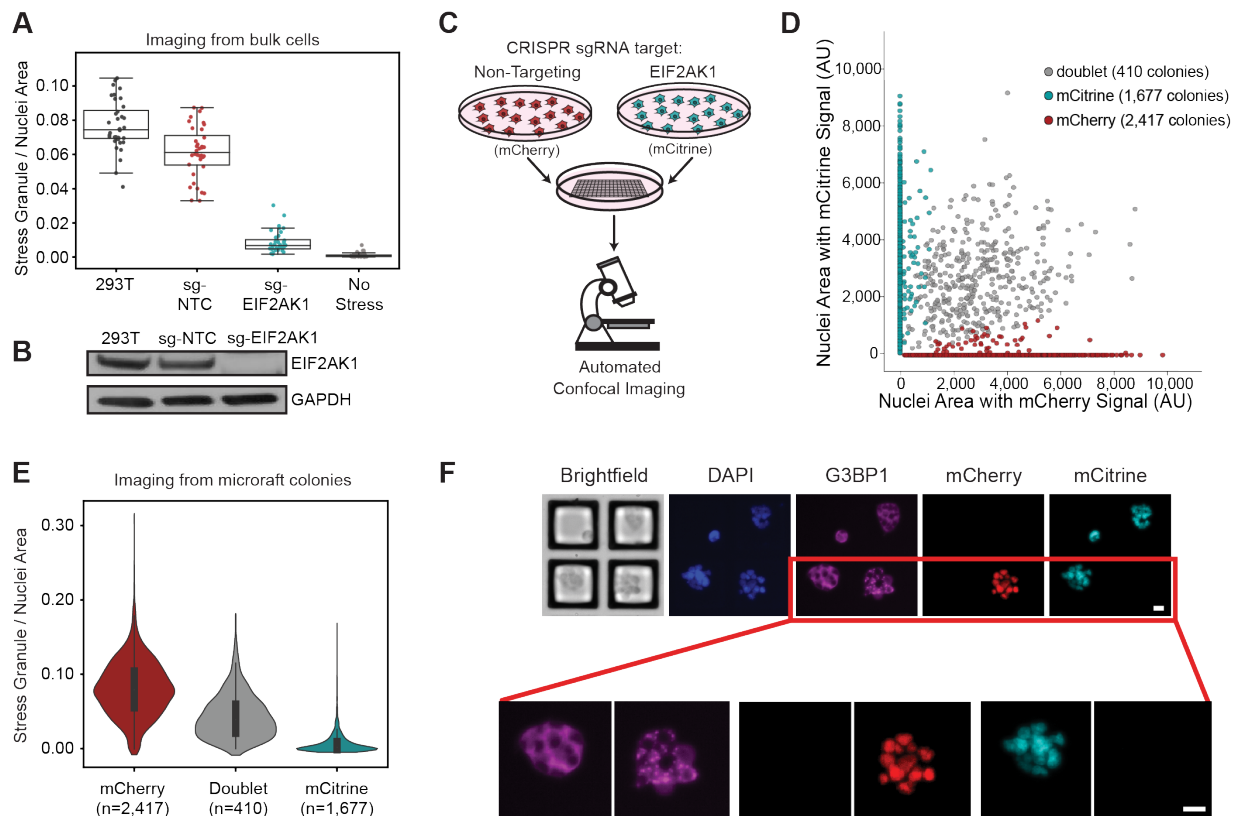 A
Imaging from bulk cells
Stress Granule / Nuclei Area
0.10
0.08
0.06
0.04
0.02
0.00
293T
sg-
NTC
sg-
EIF2AK1
No
Stress
B
293T
sg-NTC
sg-EIF2AK1
EIF2AK1
GAPDH
C
CRISPR sgRNA target:
Non-Targeting
EIF2AK1
(mCherry)
(mCitrine)
Automated
Confocal Imaging
D
Nuclei Area with mCitrine Signal (AU)
10,000
8,000
6,000
4,000
2,000
0
doublet (410 colonies)
mCitrine (1,677 colonies)
mCherry (2,417 colonies)
0
2,000
4,000
6,000
8,000
10,000
Nuclei Area with mCherry Signal (AU)
E
Imaging from microraft colonies
Stress Granule / Nuclei Area
0.30
0.20
0.10
0.00
mCherry
(n=2,417)
Doublet
(n=410)
mCitrine
(n=1,677)
F
Brightfield
DAPI
G3BP1
mCherry
mCitrine